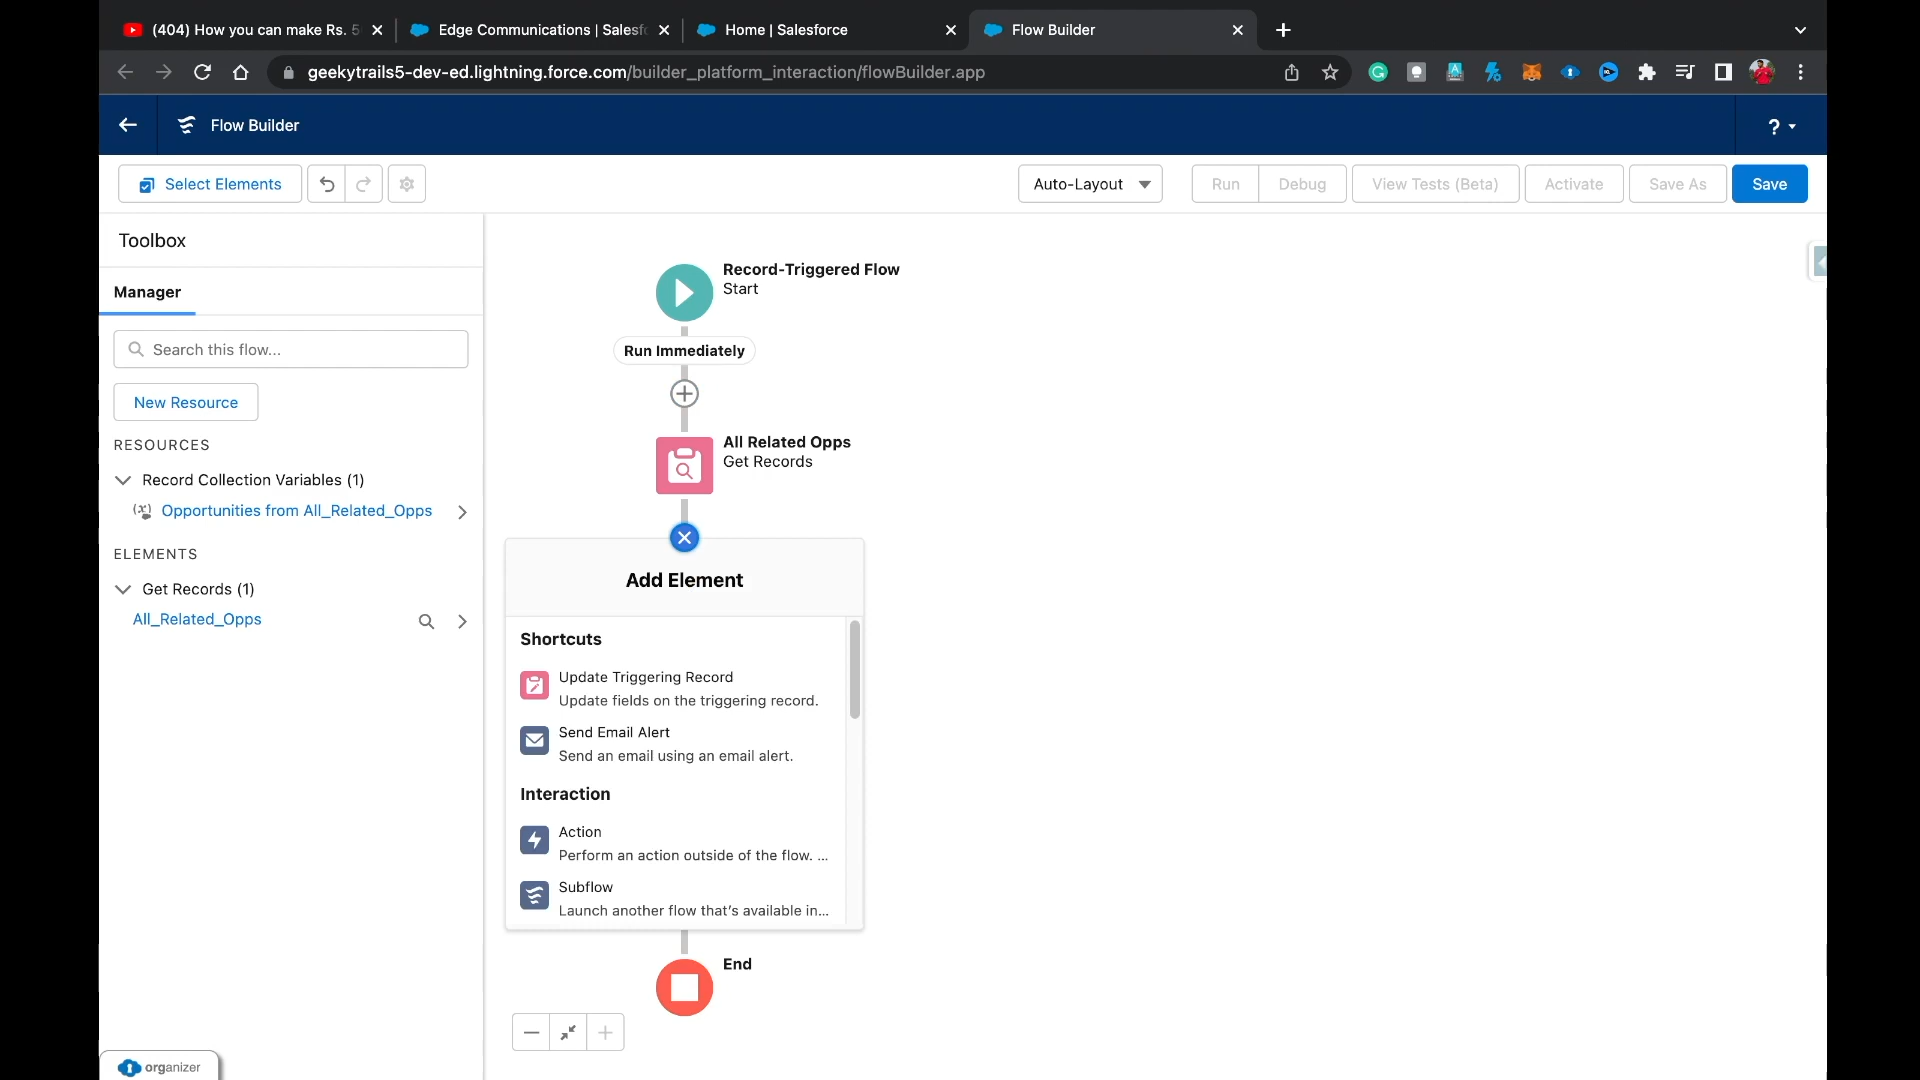 (404) How you can make Rs. 5
Edge Communications | Salesf
Home | Salesforce
Flow Builder
geekytrails5-dev-ed.lightning.force.com/builder_platform_interaction/flowBuilder.app
Flow Builder
?
Select Elements
Auto-Layout
Run
Debug
View Tests (Beta)
Activate
Save As
Save
Toolbox
Manager
Search this flow...
New Resource
RESOURCES
Record Collection Variables (1)
Opportunities from All_Related_Opps
ELEMENTS
Get Records (1)
All_Related_Opps
Record-Triggered Flow
Start
Run Immediately
All Related Opps
Get Records
Add Element
Shortcuts
Update Triggering Record
Update fields on the triggering record.
Send Email Alert
Send an email using an email alert.
Interaction
Action
Perform an action outside of the flow. ...
Subflow
Launch another flow that's available in...
End
organizer